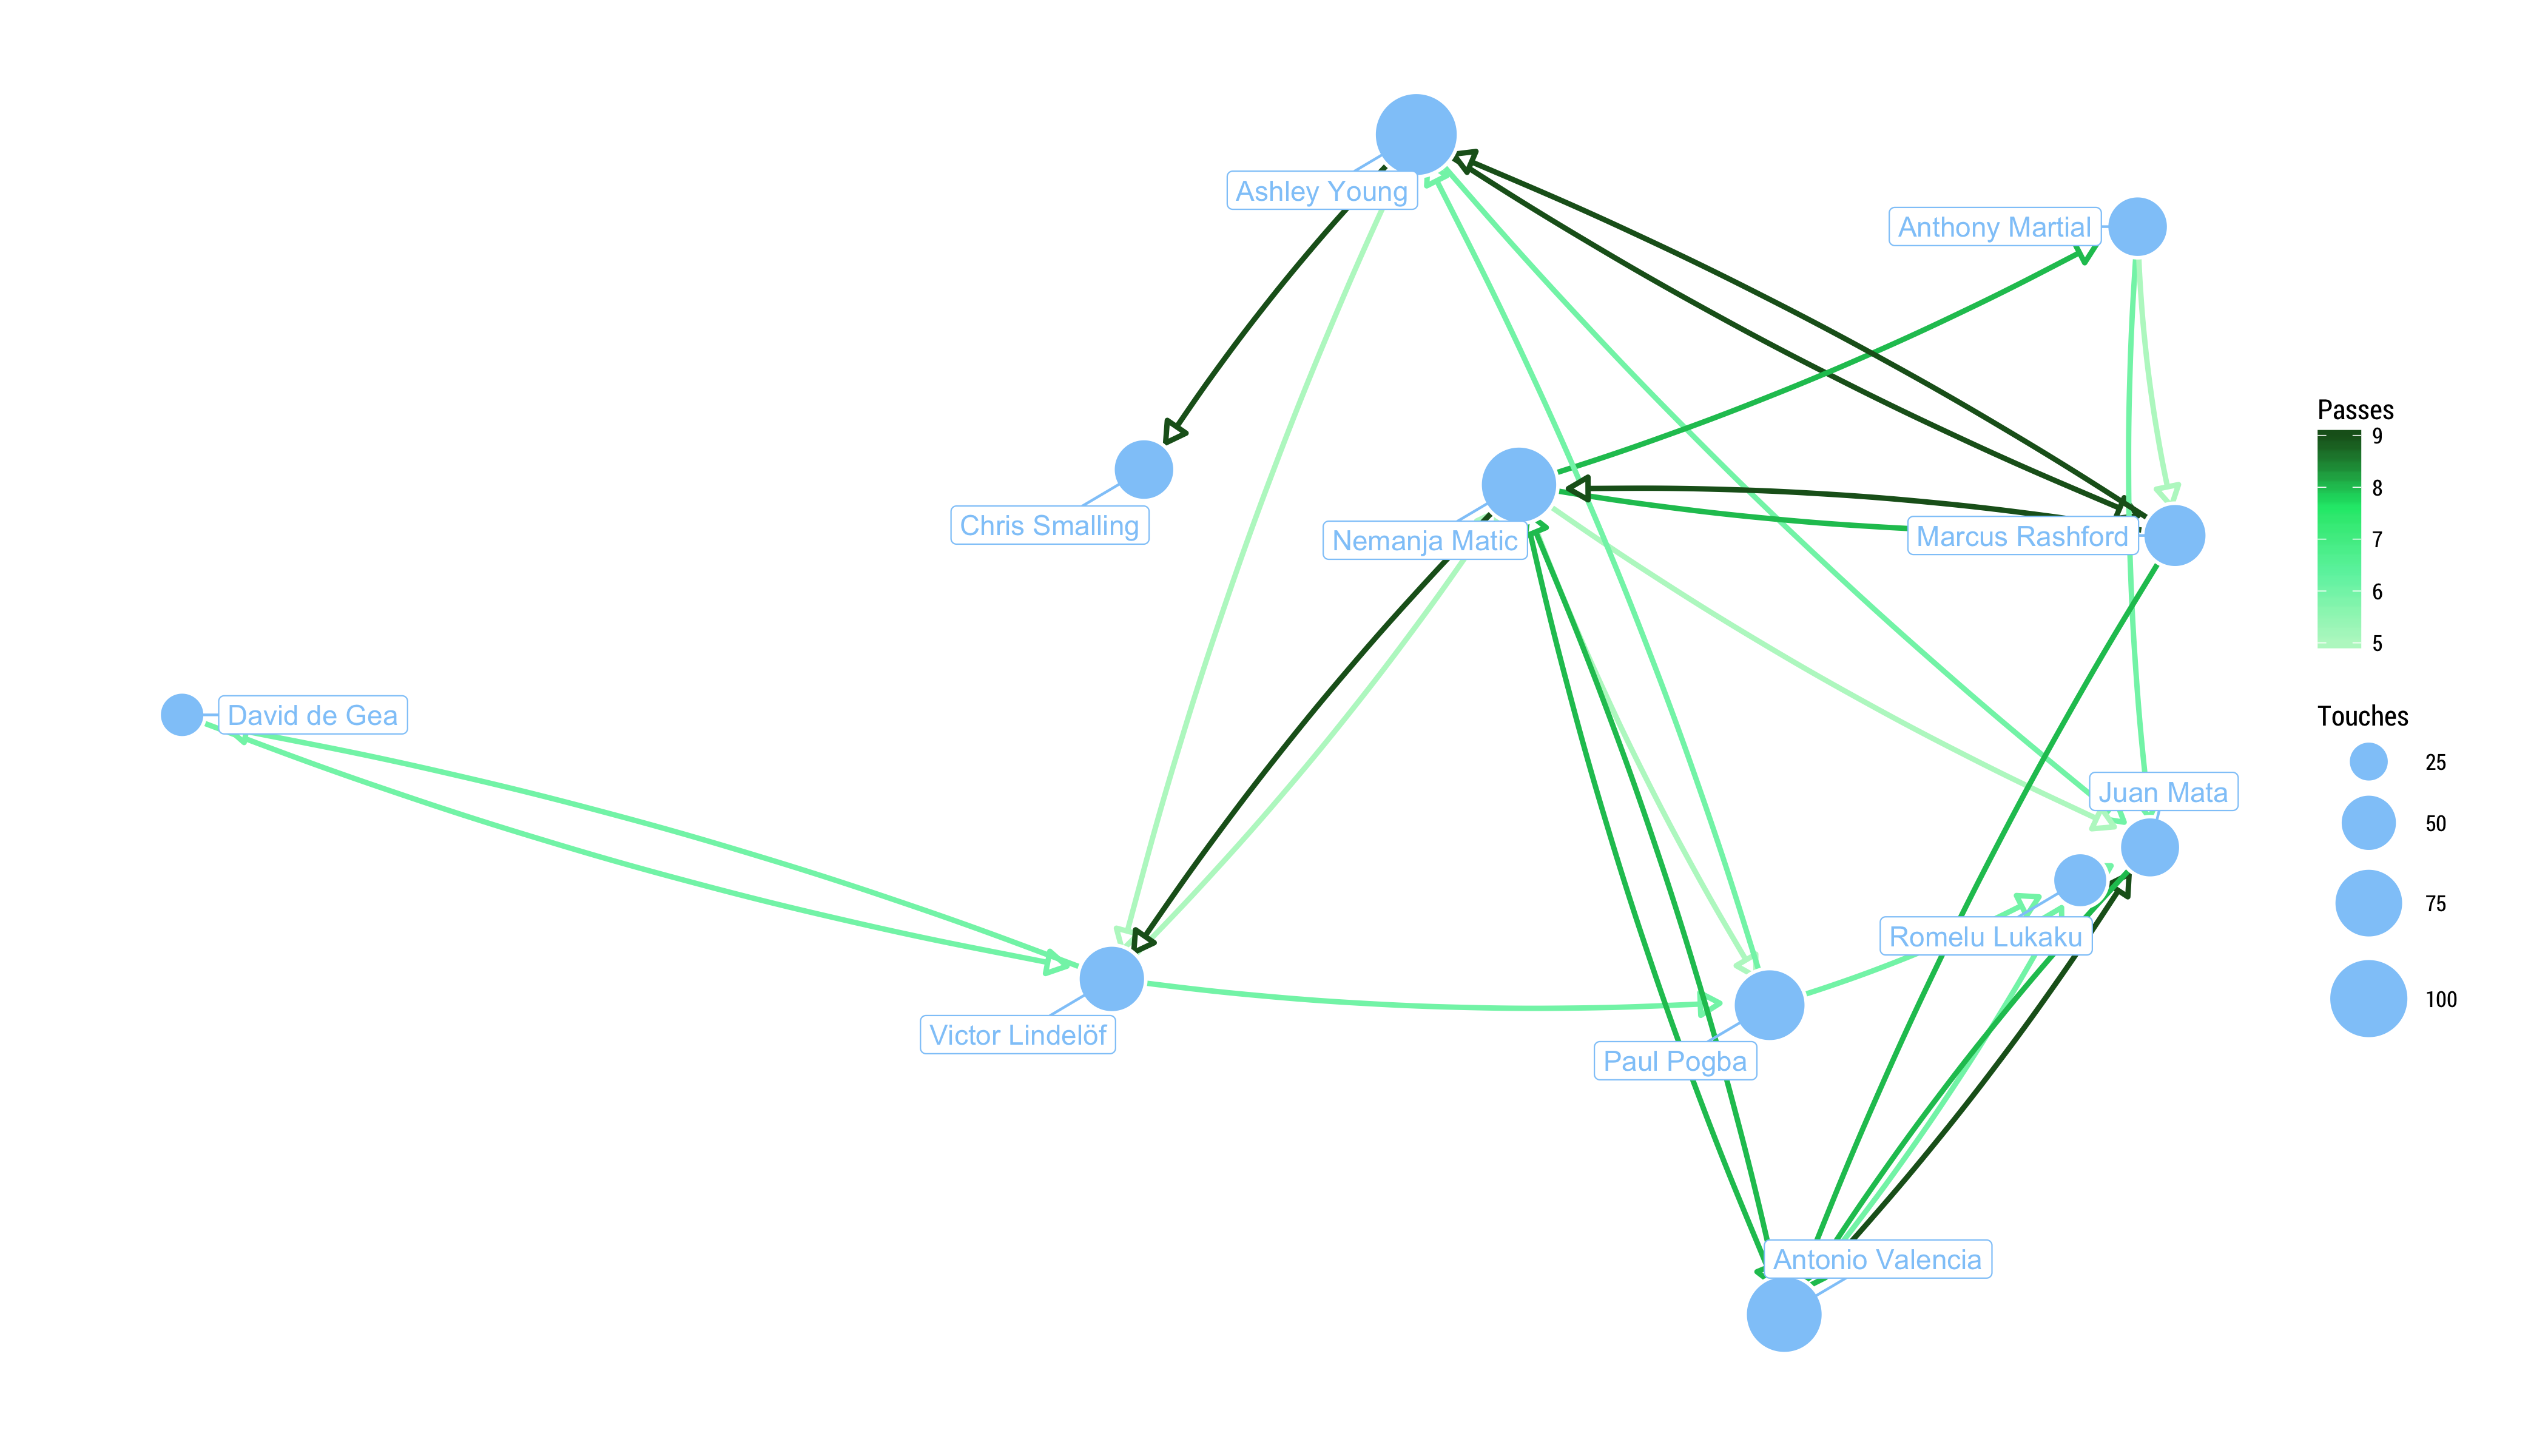 Ashley Young
Anthony Martial
Passes
9
8
7
6
5
Chris Smalling
Nemanja Matic
Marcus Rashford
David de Gea
Touches
25
50
75
100
Juan Mata
Romelu Lukaku
Victor Lindelöf
Paul Pogba
Antonio Valencia